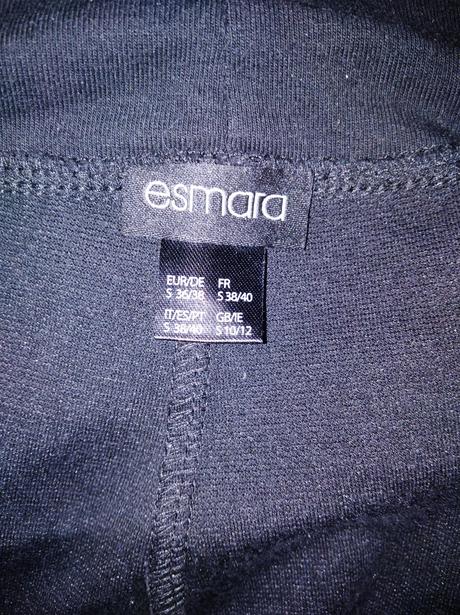 esmara
EUR/DE FR
S 36/38 S 38/40
IT/ES/PT GB/IE
S 38/40 S 10/12